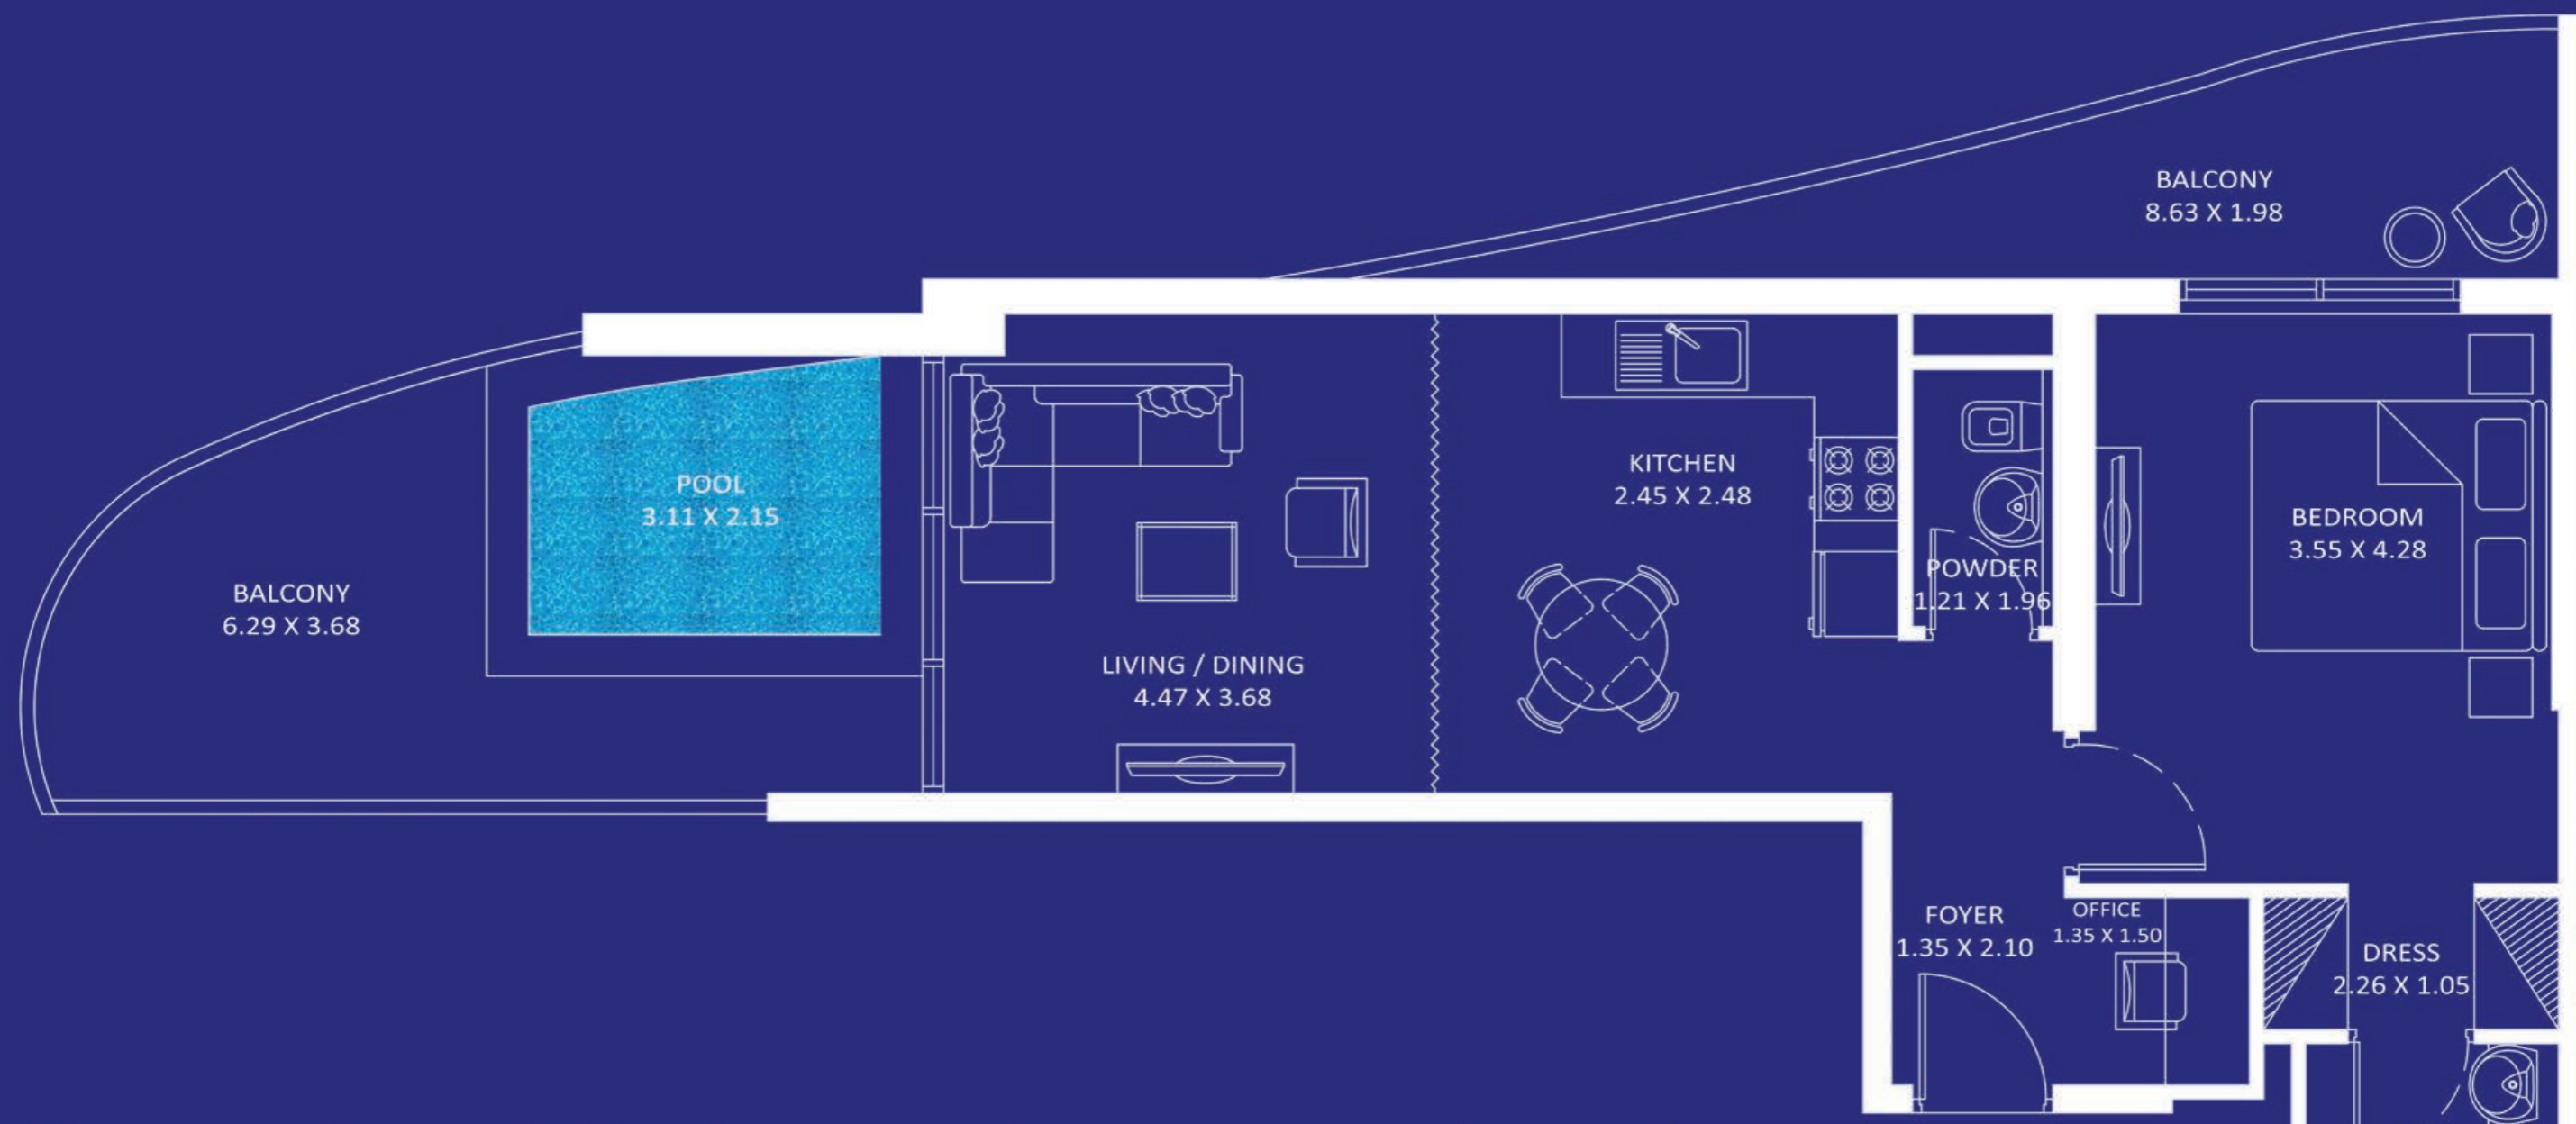 BALCONY
8.63 X 1.98
POOL
3.11 X 2.15
BALCONY
6.29 X 3.68
LIVING / DINING
4.47 X 3.68
KITCHEN
2.45 X 2.48
POWDER
1.21 X 1.96
BEDROOM
3.55 X 4.28
FOYER
1.35 X 2.10
OFFICE
1.35 X 1.50
DRESS
2.26 X 1.05